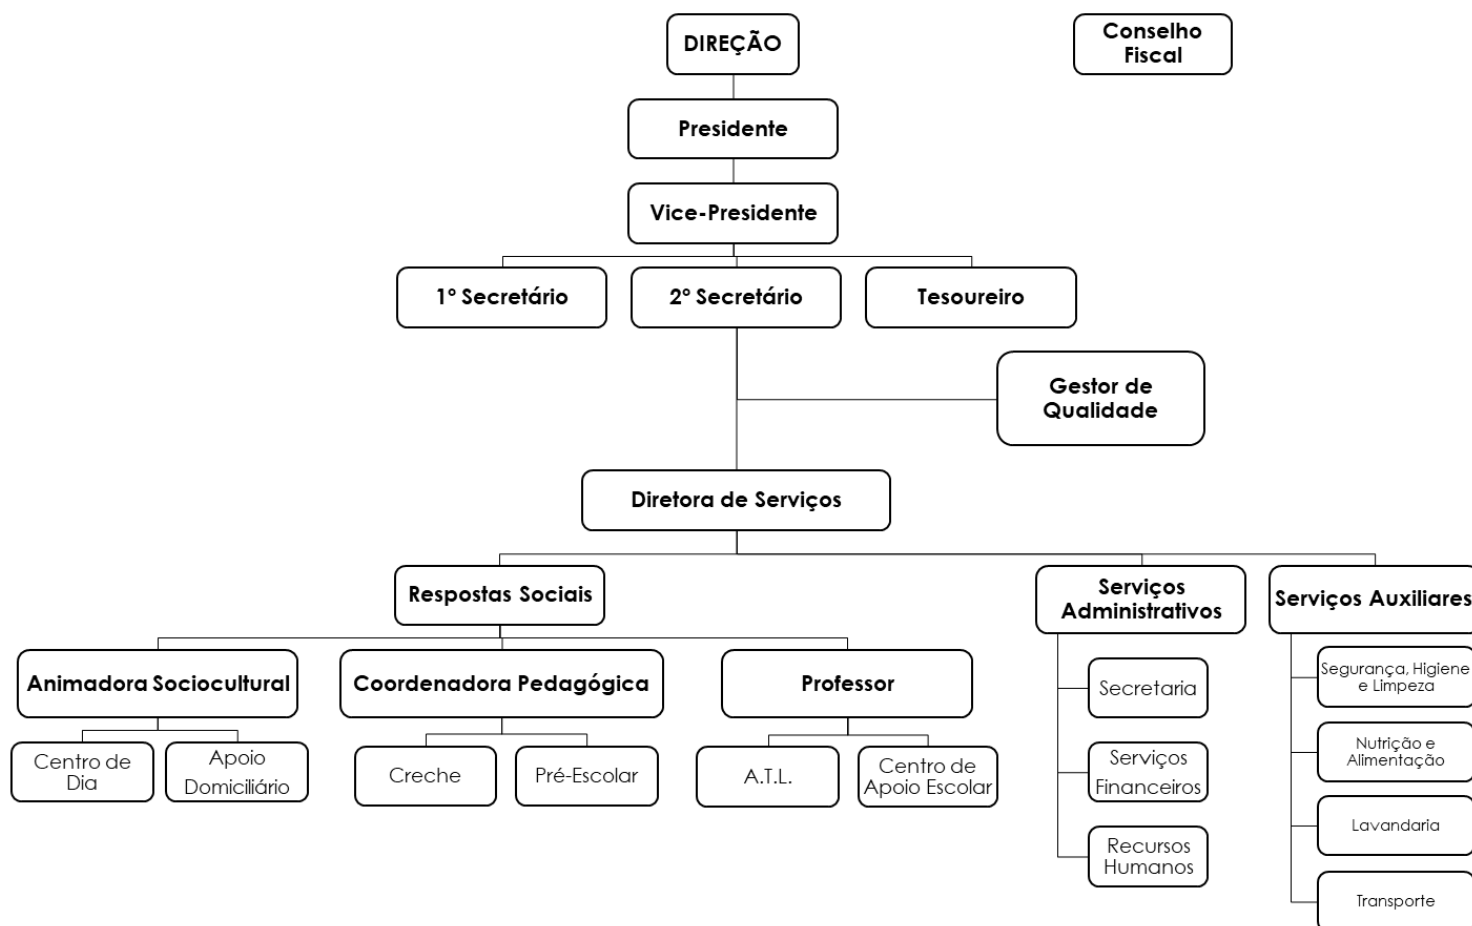 DIREÇÃO
Conselho
Fiscal
Presidente
Vice-Presidente
1º Secretário
2º Secretário
Tesoureiro
Gestor de
Qualidade
Diretora de Serviços
Respostas Sociais
Serviços
Administrativos
Serviços Auxiliares
Animadora Sociocultural
Coordenadora Pedagógica
Professor
Centro de
Dia
Apoio
Domiciliário
Creche
Pré-Escolar
A.T.L.
Centro de
Apoio Escolar
Secretaria
Serviços
Financeiros
Recursos
Humanos
Segurança, Higiene
e Limpeza
Nutrição e
Alimentação
Lavandaria
Transporte